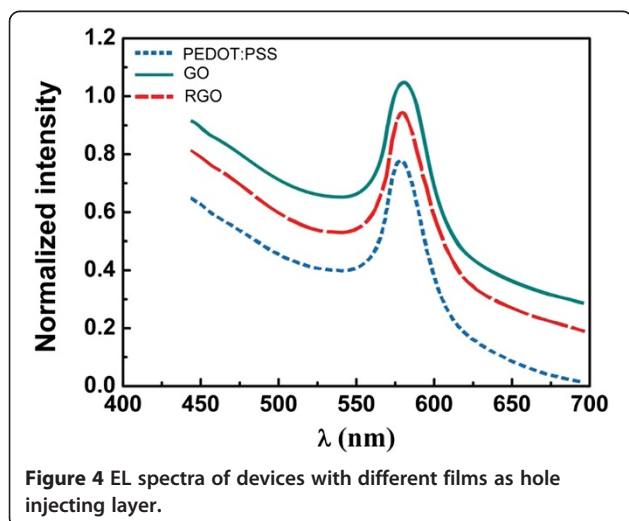 1.2
1.0
0.8
0.6
0.4
0.2
0.0
Normalized intensity
PEDOT:PSS
GO
RGO
400 450 500 550 600 650 700
λ (nm)
Figure 4 EL spectra of devices with different films as hole
injecting layer.